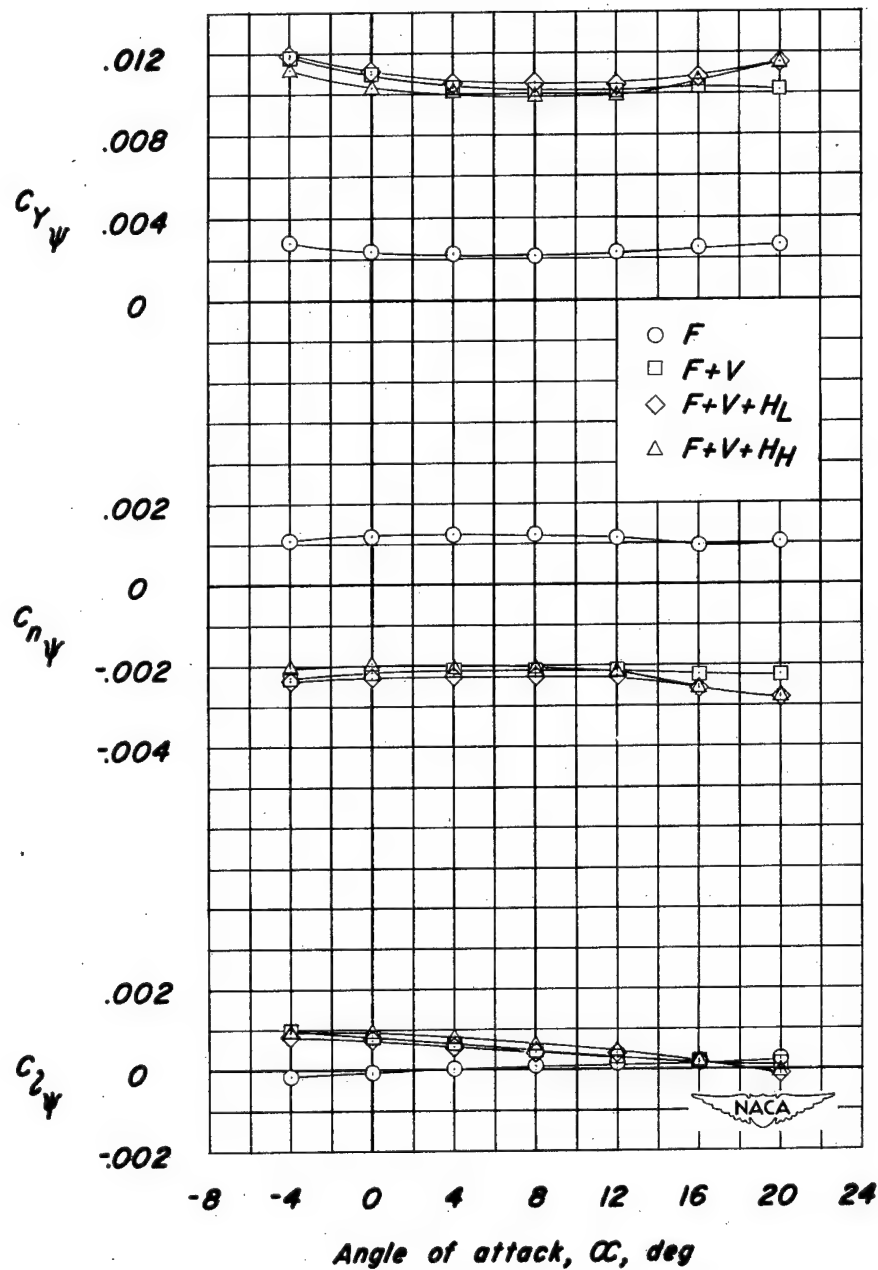 .012
.008
C_Yψ
.004
0
F
F+V
F+V+H_L
F+V+H_H
.002
0
C_nψ
-.002
-.004
.002
C_lψ
0
NACA
-.002
-8 -4 0 4 8 12 16 20 24
Angle of attack, α, deg